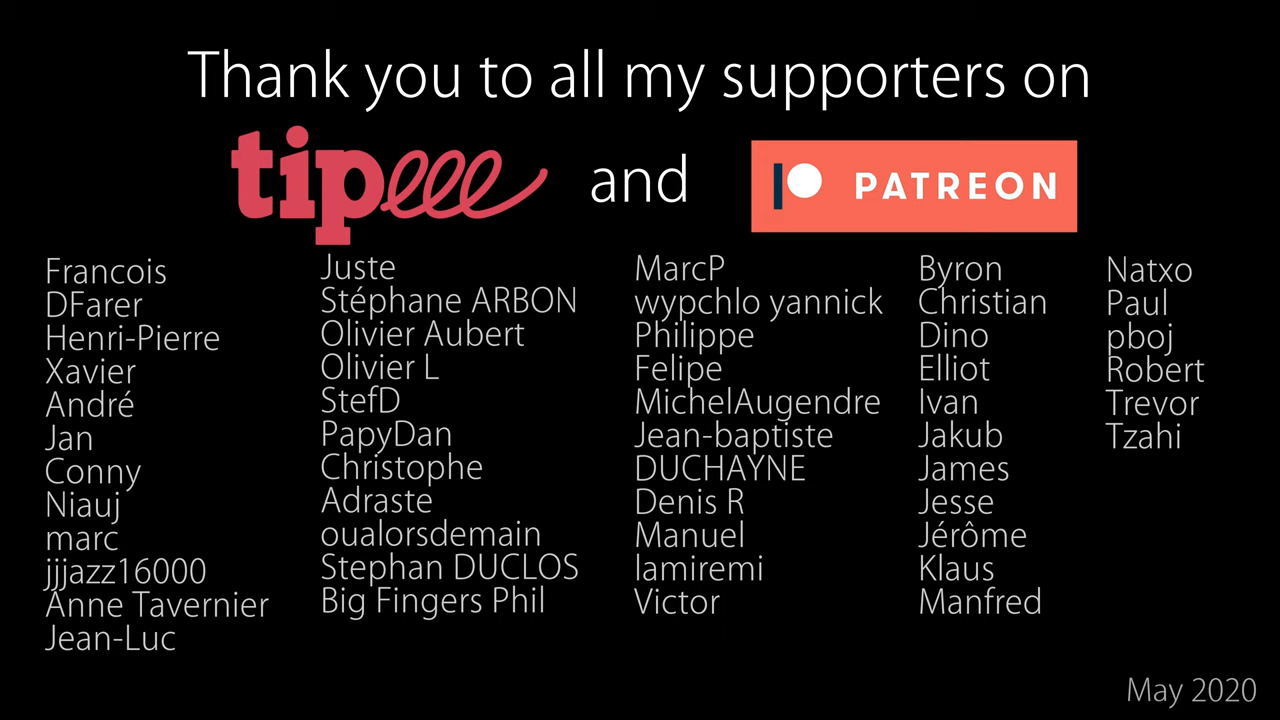 Thank you to all my supporters on
tipeee and PATREON
Francois
DFarer
Henri-Pierre
Xavier
André
Jan
Conny
Niauj
marc
jjjazz16000
Anne Tavernier
Jean-Luc
Juste
Stéphane ARBON
Olivier Aubert
Olivier L
StefD
PapyDan
Christophe
Adraste
oualorsdemain
Stephan DUCLOS
Big Fingers Phil
MarcP
wypchlo yannick
Philippe
Felipe
MichelAugendre
Jean-baptiste
DUCHAYNE
Denis R
Manuel
lamiremi
Victor
Byron
Christian
Dino
Elliot
Ivan
Jakub
James
Jesse
Jérôme
Klaus
Manfred
Natxo
Paul
pboj
Robert
Trevor
Tzahi
May 2020